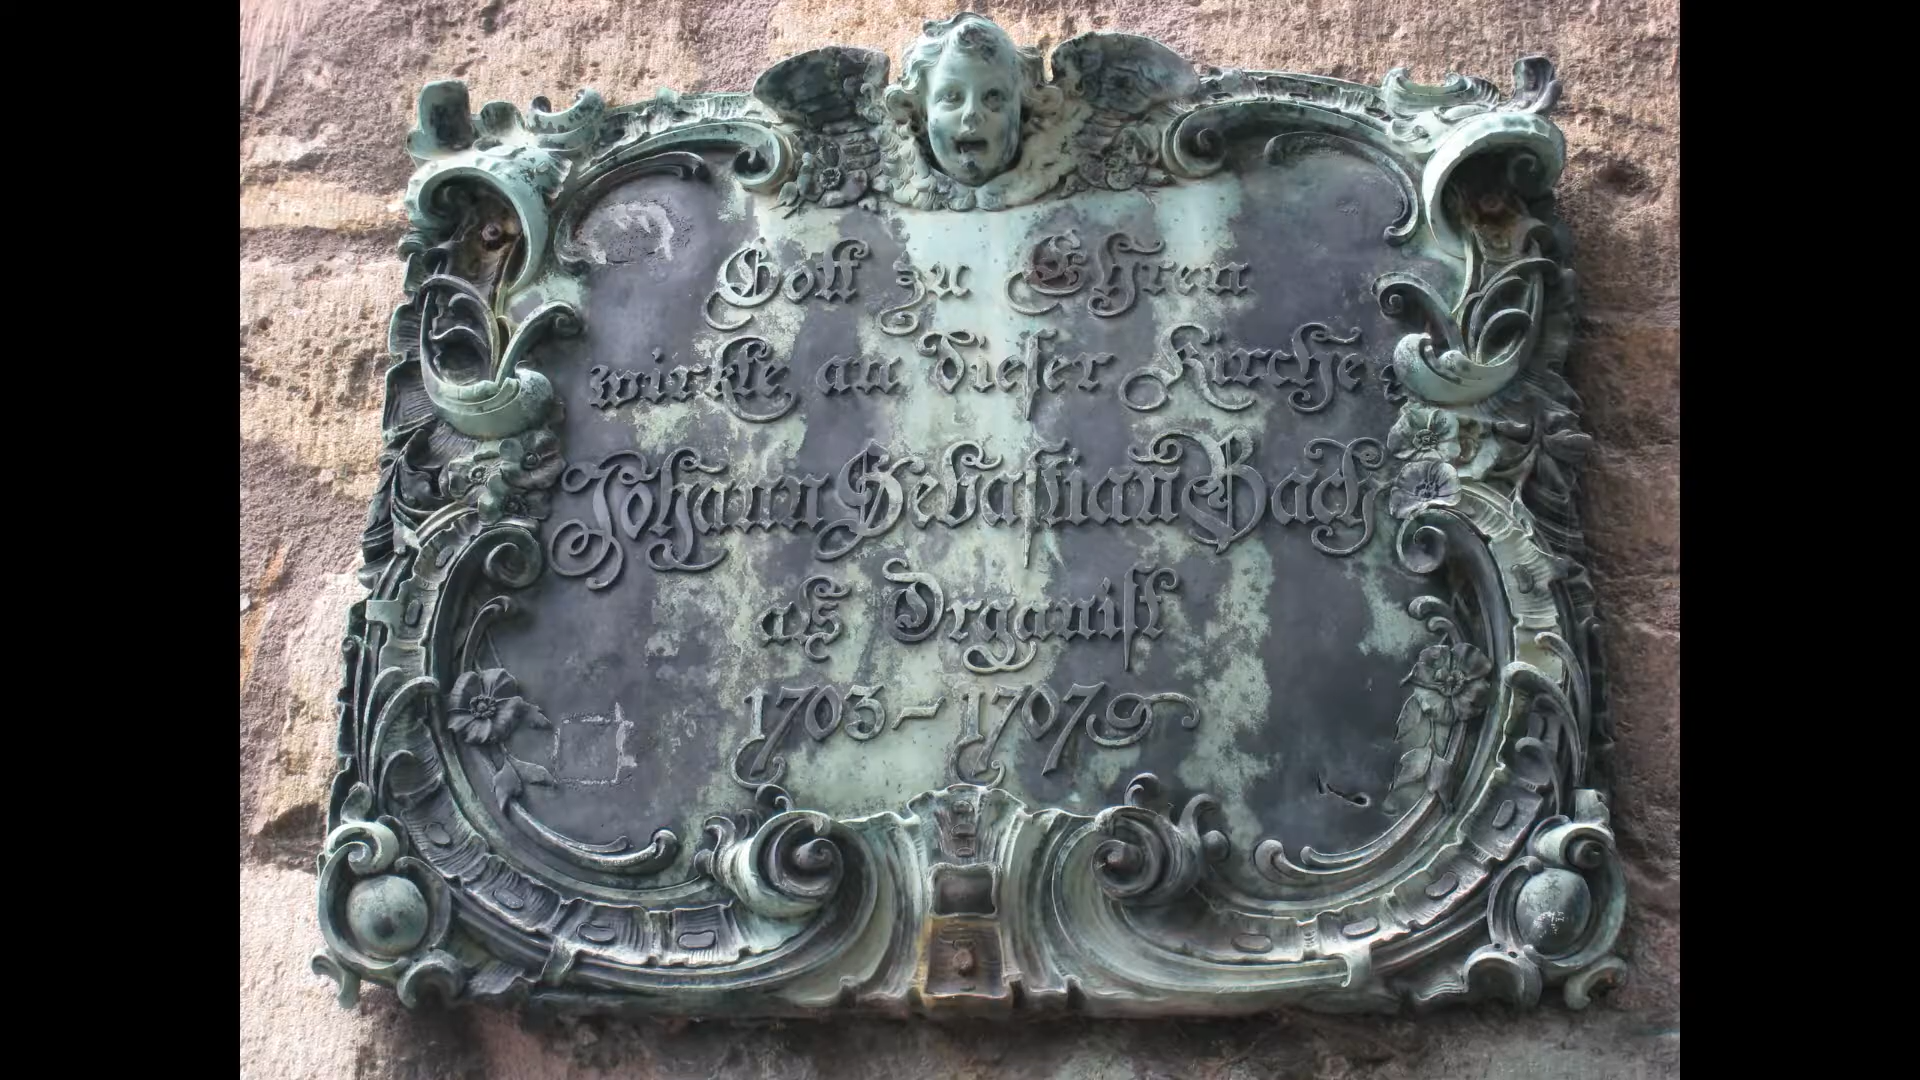 Gott zu Ehren
wirkte an dieser Kirche
Johann Sebastian Bach
als Organist
1703-1707